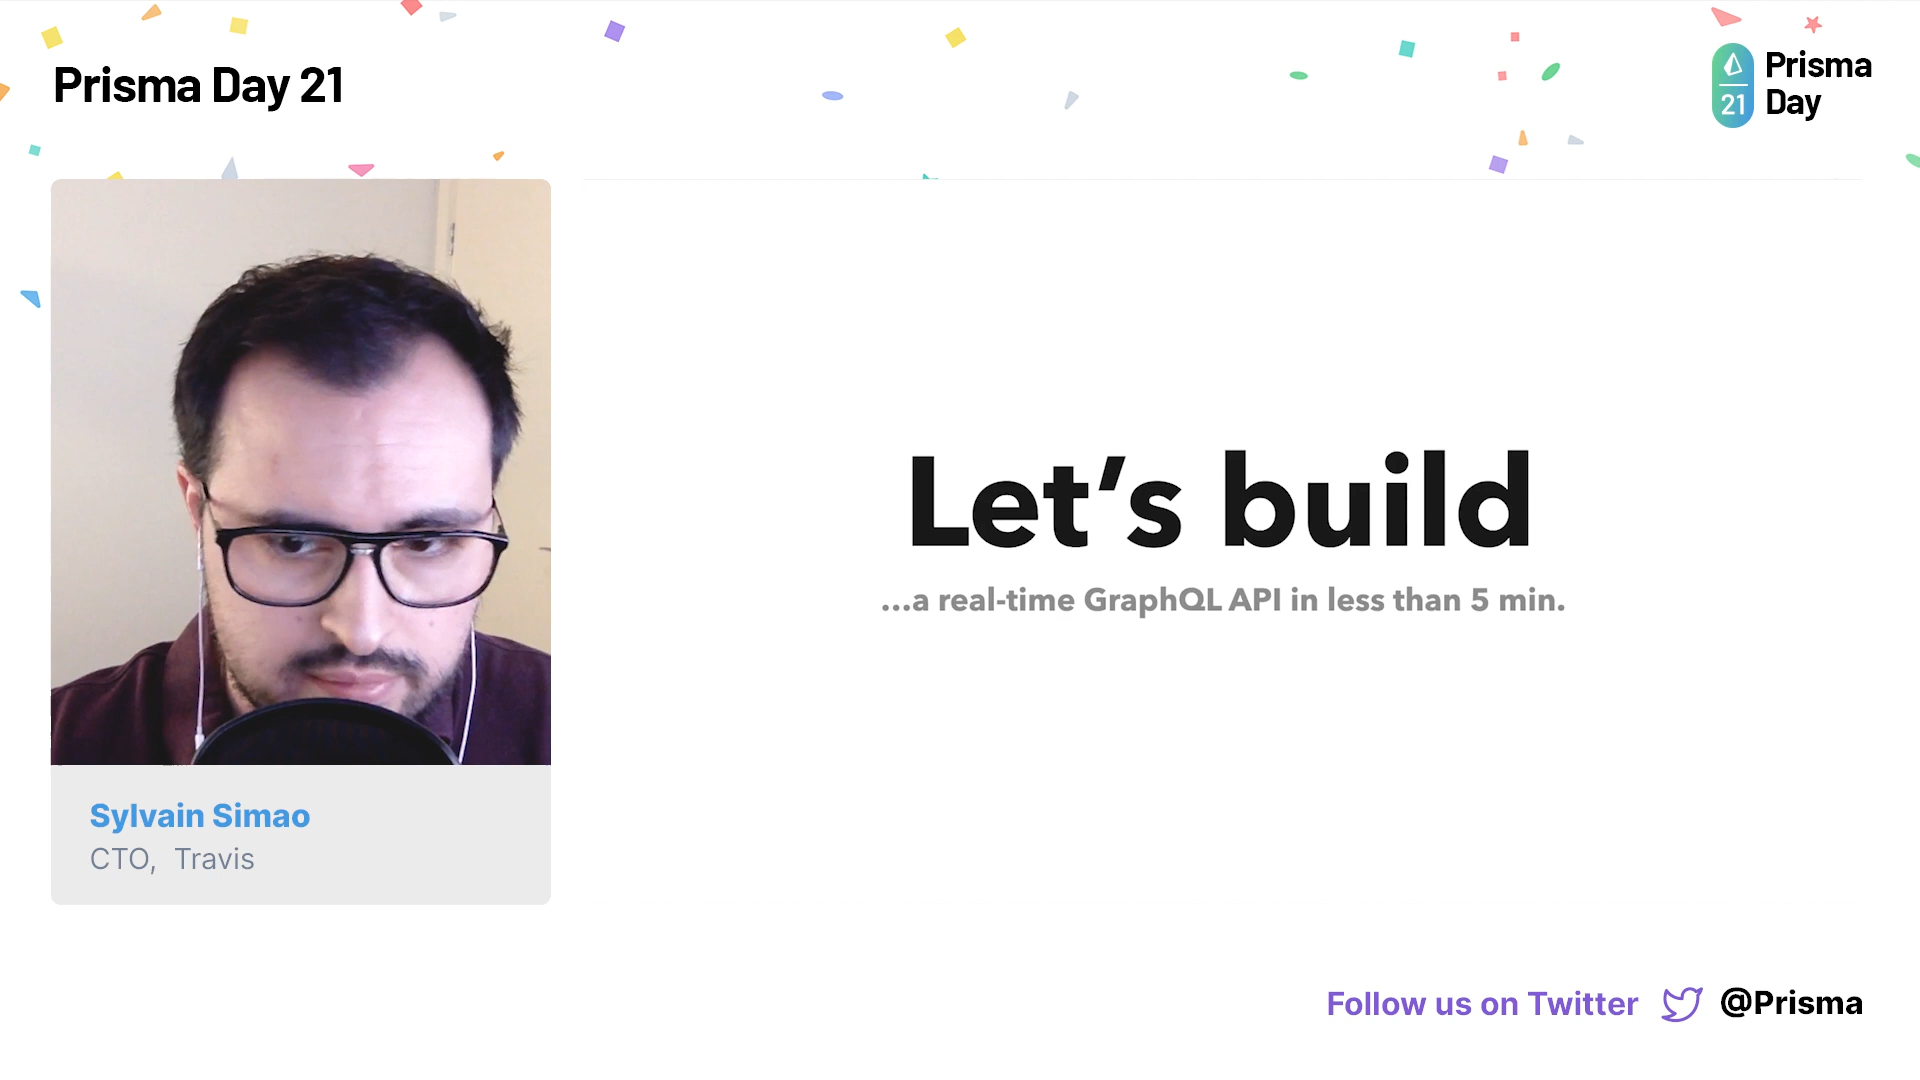 Prisma Day 21
Prisma
Day
21
Let’s build
...a real-time GraphQL API in less than 5 min.
Sylvain Simao
CTO, Travis
Follow us on Twitter @Prisma